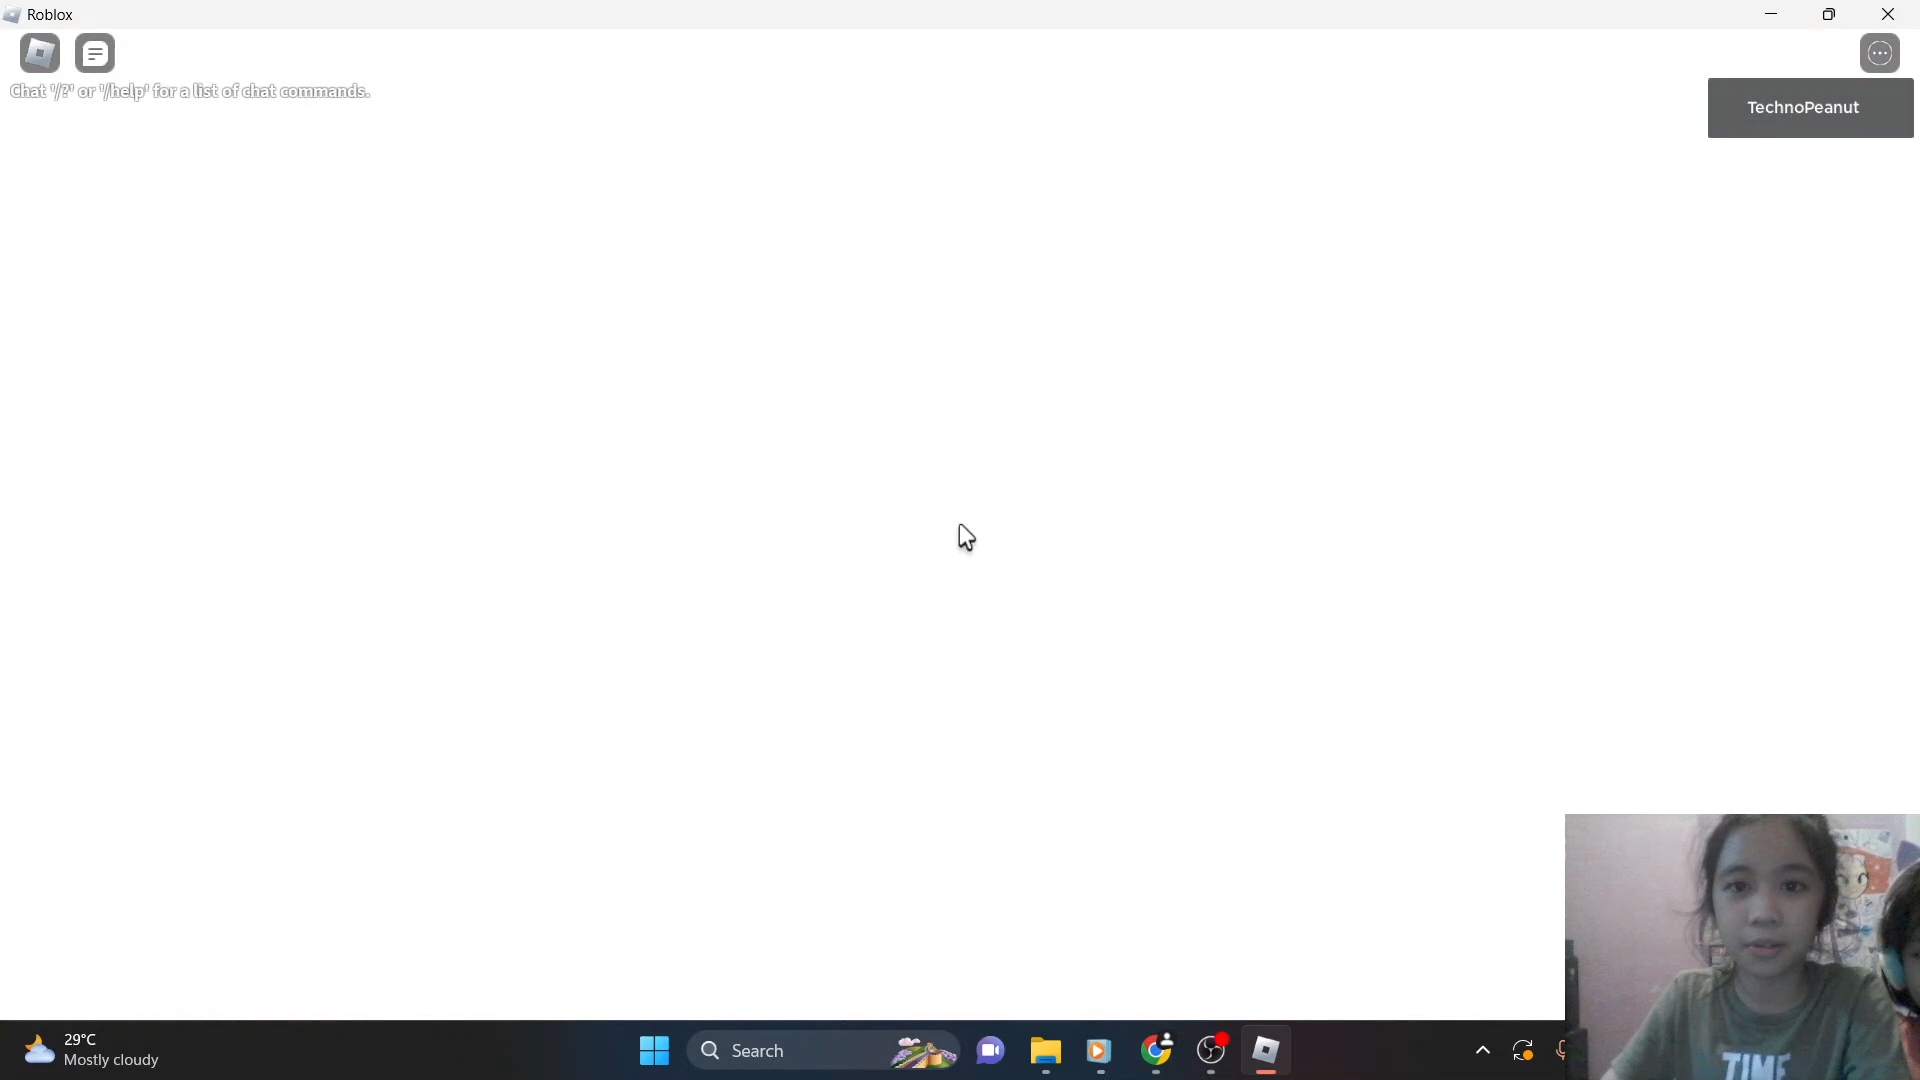 Roblox
Chat '/?' or '/help' for a list of chat commands.
TechnoPeanut
TIME
29°C
Mostly cloudy
Search